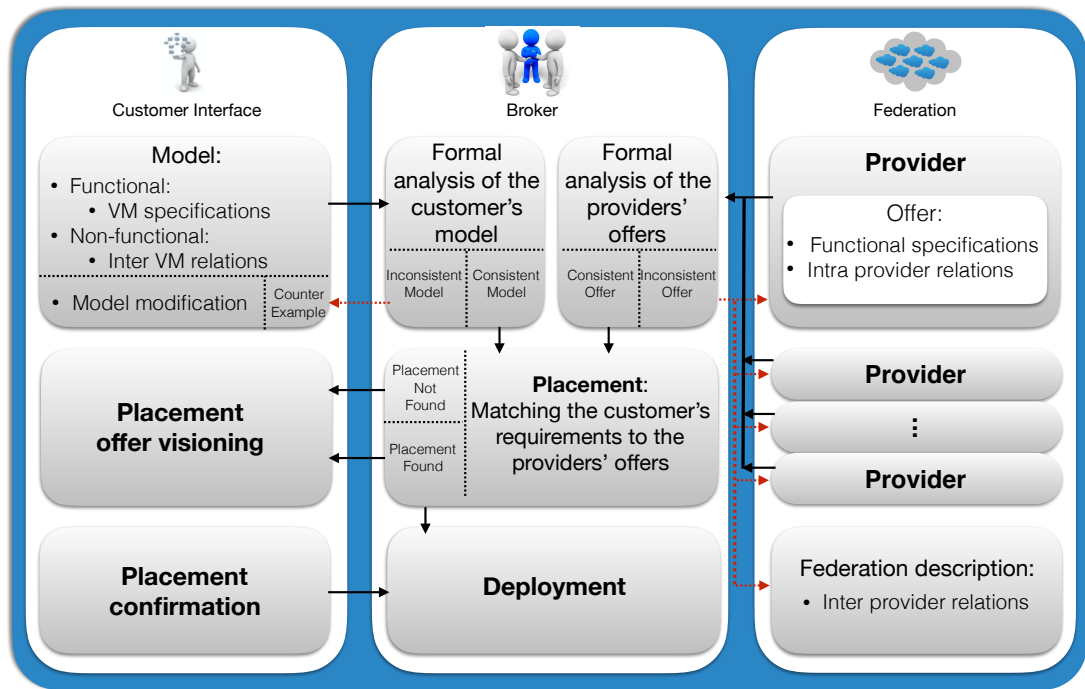 Customer Interface
Model:
• Functional:
• VM specifications
• Non-functional:
• Inter VM relations
• Model modification
Counter
Example
Placement
offer visioning
Placement
confirmation
Broker
Formal
analysis of the
customer's
model
Inconsistent
Model
Consistent
Model
Formal
analysis of the
providers'
offers
Consistent
Offer
Inconsistent
Offer
Placement
Not
Found
Placement
Found
Placement:
Matching the customer's
requirements to the
providers' offers
Deployment
Federation
Provider
Offer:
• Functional specifications
• Intra provider relations
Provider
⋮
Provider
Federation description:
• Inter provider relations